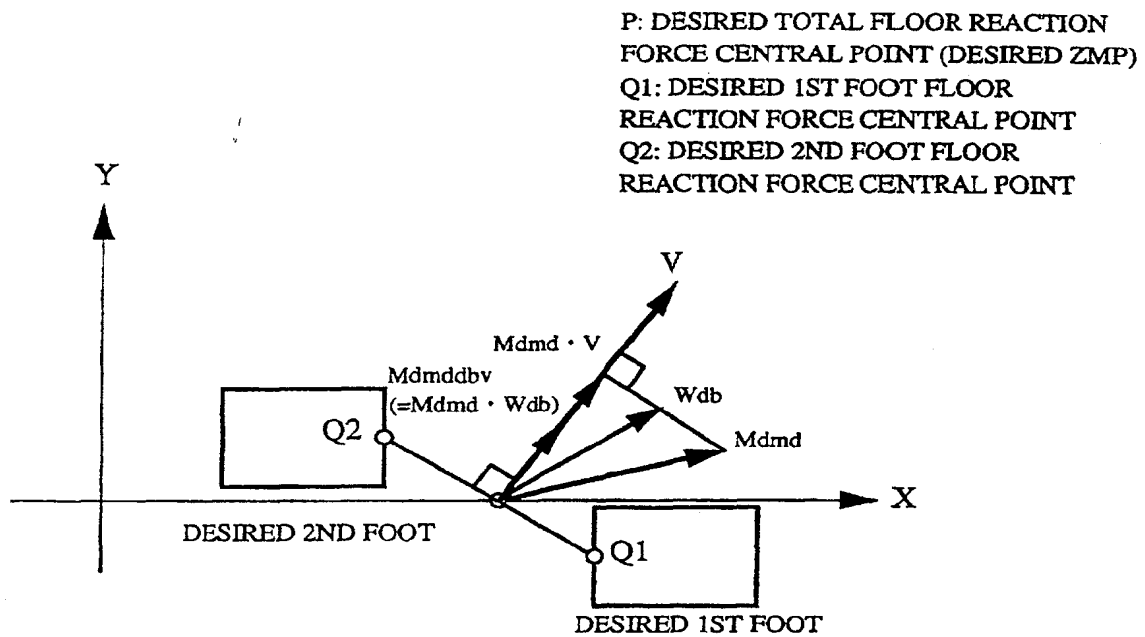 P: DESIRED TOTAL FLOOR REACTION
FORCE CENTRAL POINT (DESIRED ZMP)
Q1: DESIRED 1ST FOOT FLOOR
REACTION FORCE CENTRAL POINT
Q2: DESIRED 2ND FOOT FLOOR
REACTION FORCE CENTRAL POINT
Y
V
Mdmd · V
Mdmddbv
(=Mdmd · Wdb)
Wdb
Q2
Mdmd
X
DESIRED 2ND FOOT
Q1
DESIRED 1ST FOOT